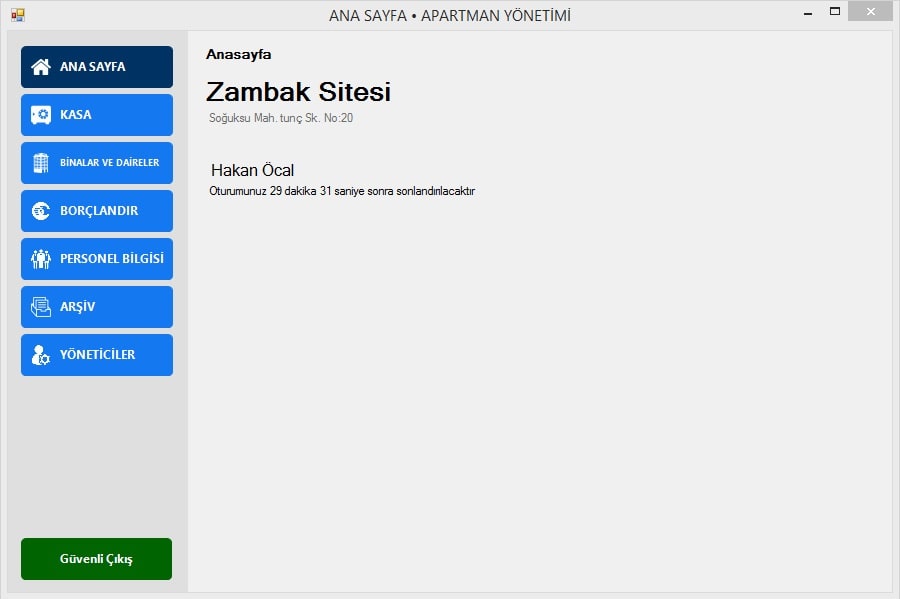 ANA SAYFA • APARTMAN YÖNETİMİ
ANA SAYFA
KASA
BİNALAR VE DAİRELER
BORÇLANDIR
PERSONEL BİLGİSİ
ARŞİV
YÖNETİCİLER
Güvenli Çıkış
Anasayfa
Zambak Sitesi
Soğuksu Mah. tunç Sk. No:20
Hakan Öcal
Oturumunuz 29 dakika 31 saniye sonra sonlandırılacaktır